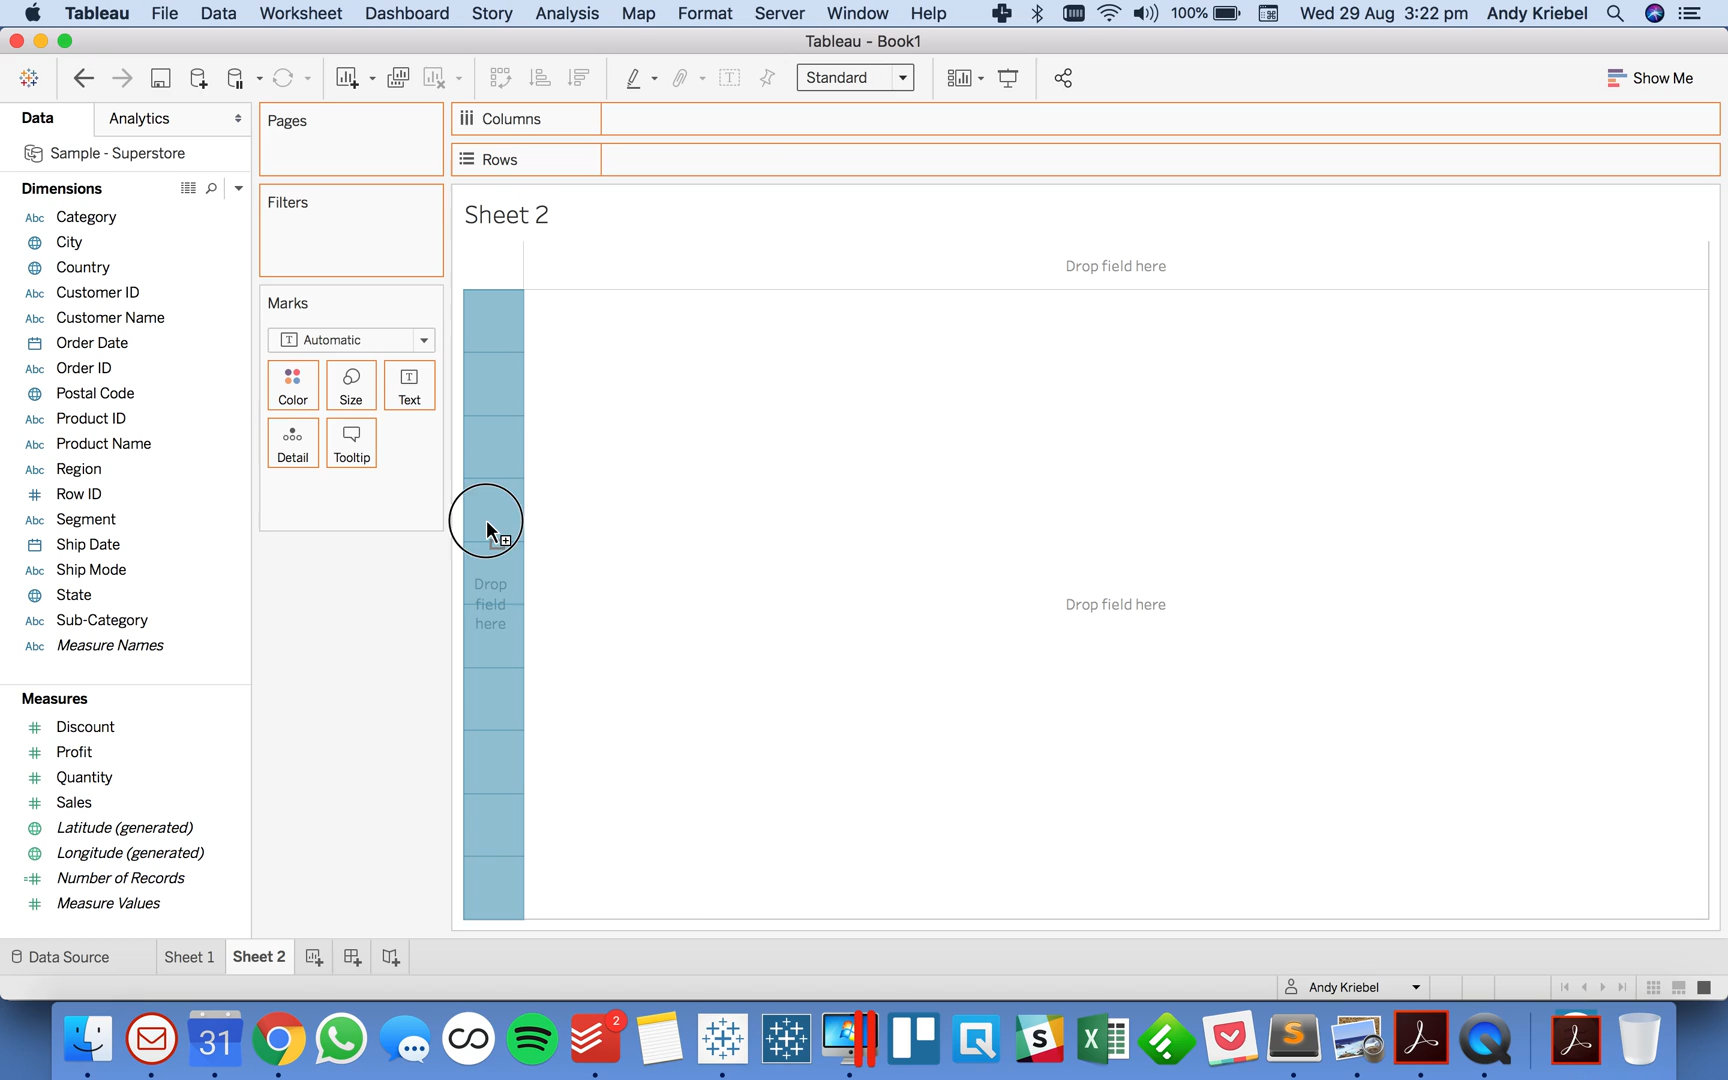 Tableau File Data Worksheet Dashboard Story Analysis Map Format Server Window Help 100% Wed 29 Aug 3:22 pm Andy Kriebel
Tableau - Book1
Standard Show Me
Data Analytics
Sample - Superstore
Dimensions
Abc Category
City
Country
Abc Customer ID
Abc Customer Name
Order Date
Abc Order ID
Postal Code
Abc Product ID
Abc Product Name
Abc Region
# Row ID
Abc Segment
Ship Date
Abc Ship Mode
State
Abc Sub-Category
Abc Measure Names
Measures
# Discount
# Profit
# Quantity
# Sales
Latitude (generated)
Longitude (generated)
=# Number of Records
# Measure Values
Pages
Filters
Marks
T Automatic
Color Size T Text
Detail Tooltip
Columns
Rows
Sheet 2
Drop field here
Drop
field
here
Drop field here
Data Source Sheet 1 Sheet 2
Andy Kriebel
31
2
S